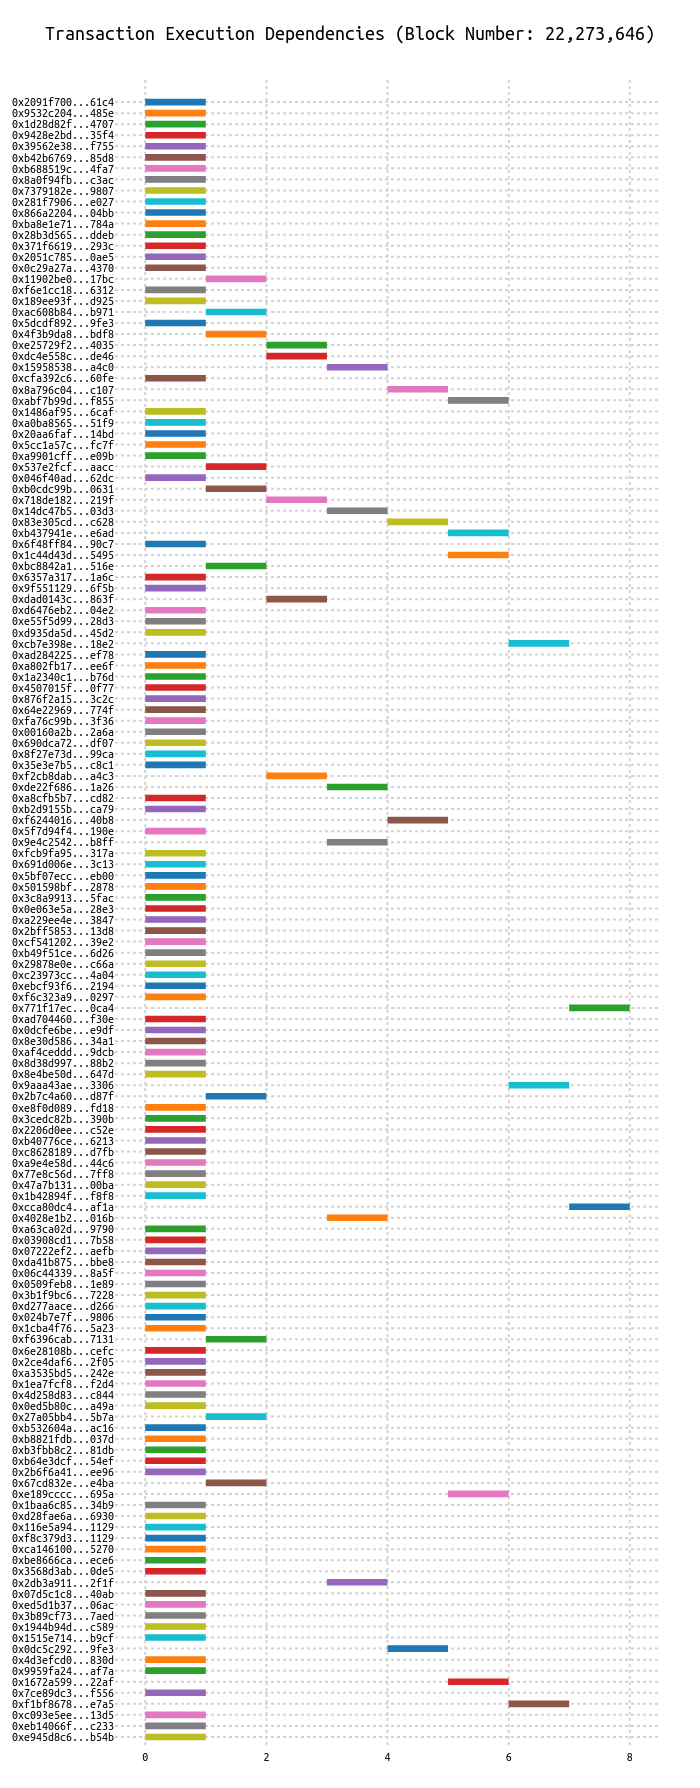 Transaction Execution Dependencies (Block Number: 22,273,646)
0x2091f700...61c4
0x9532c204...485e
0x1d28d82f...4707
0x9428e2bd...35f4
0x39562e38...f755
0xb42b6769...85d8
0xb688519c...4fa7
0x8a0f94fb...c3ac
0x7379182e...9807
0x281f7906...e027
0x866a2204...04bb
0xba8e1e71...784a
0x28b3d565...ddeb
0x371f6619...293c
0x2051c785...0ae5
0x0c29a27a...4370
0x11902be0...17bc
0xf6e1cc18...6312
0x189ee93f...d925
0xac608b84...b971
0x5dcdf892...9fe3
0x4f3b9da8...bdf8
0xe25729f2...4035
0xdc4e558c...de46
0x15958538...a4c0
0xcfa392c6...60fe
0x8a796c04...c107
0xabf7b99d...f855
0x1486af95...6caf
0xa0ba8565...51f9
0x20aa6faf...14bd
0x5cc1a57c...fc7f
0xa9901cff...e09b
0x537e2fcf...aacc
0x046f40ad...62dc
0xb0cdc99b...0631
0x718de182...219f
0x14dc47b5...03d3
0x83e305cd...c628
0xb437941e...e6ad
0x6f48ff84...90c7
0x1c44d43d...5495
0xbc8842a1...516e
0x6357a317...1a6c
0x9f551129...6f5b
0xdad0143c...863f
0xd6476eb2...04e2
0xe55f5d99...28d3
0xd935da5d...45d2
0xcb7e398e...18e2
0xad284225...ef78
0xa802fb17...ee6f
0x1a2340c1...b76d
0x4507015f...0f77
0x876f2a15...3c2c
0x64e22969...774f
0xfa76c99b...3f36
0x00160a2b...2a6a
0x690dca72...df07
0x8f27e73d...99ca
0x35e3e7b5...c8c1
0xf2cb8dab...a4c3
0xde22f686...1a26
0xa8cfb5b7...cd82
0xb2d9155b...ca79
0xf6244016...40b8
0x5f7d94f4...190e
0x9e4c2542...b8ff
0xfcb9fa95...317a
0x691d006e...3c13
0x5bf07ecc...eb00
0x501598bf...2878
0x3c8a9913...5fac
0x0e063e5a...28e3
0xa229ee4e...3847
0x2bff5853...13d8
0xcf541202...39e2
0xb49f51ce...6d26
0x29878e0e...c66a
0xc23973cc...4a04
0xebcf93f6...2194
0xf6c323a9...0297
0x771f17ec...0ca4
0xad704460...f30e
0x0dcfe6be...e9df
0x8e30d586...34a1
0xaf4ceddd...9dcb
0x8d38d997...88b2
0x8e4be50d...647d
0x9aaa43ae...3306
0x2b7c4a60...d87f
0xe8f0d089...fd18
0x3cedc82b...390b
0x2206d0ee...c52e
0xb40776ce...6213
0xc8628189...d7fb
0xa9e4e58d...44c6
0x77e8c56d...7ff8
0x47a7b131...00ba
0x1b42894f...f8f8
0xcca80dc4...af1a
0x4028e1b2...016b
0xa63ca02d...9790
0x03908cd1...7b58
0x07222ef2...aefb
0xda41b875...bbe8
0x06c44339...8a5f
0x0509feb8...1e89
0x3b1f9bc6...7228
0xd277aace...d266
0x024b7e7f...9806
0x1cba4f76...5a23
0xf6396cab...7131
0x6e28108b...cefc
0x2ce4daf6...2f05
0xa3535bd5...242e
0x1ea7fcf8...f2d4
0x4d258d83...c844
0x0ed5b80c...a49a
0x27a05bb4...5b7a
0xb532604a...ac16
0xb8821fdb...037d
0xb3fbb8c2...81db
0xb64e3dcf...54ef
0x2b6f6a41...ee96
0x67cd832e...e4ba
0xe189cccc...695a
0x1baa6c85...34b9
0xd28fae6a...6930
0x116e5a94...1129
0xf8c379d3...1129
0xca146100...5270
0xbe8666ca...ece6
0x3568d3ab...0de5
0x2db3a911...2f1f
0x07d5c1c8...40ab
0xed5d1b37...06ac
0x3b89cf73...7aed
0x1944b94d...c589
0x1515e714...b9cf
0x0dc5c292...9fe3
0x4d3efcd0...830d
0x9959fa24...af7a
0x1672a599...22af
0x7ce89dc3...f556
0xf1bf8678...e7a5
0xc093e5ee...13d5
0xeb14066f...c233
0xe945d8c6...b54b
0 2 4 6 8